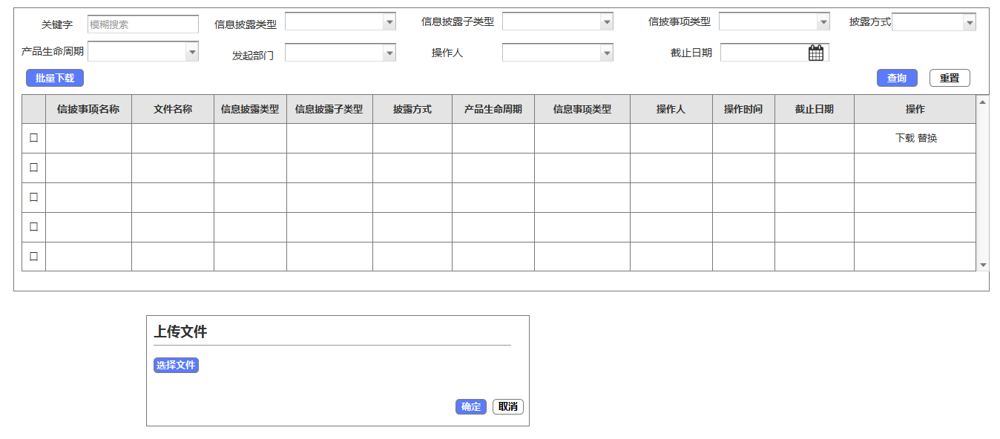 关键字 模糊搜索 信息披露类型 信息披露子类型 信披事项类型 披露方式
产品生命周期 发起部门 操作人 截止日期
批量下载 查询 重置
信披事项名称 文件名称 信息披露类型 信息披露子类型 披露方式 产品生命周期 信息事项类型 操作人 操作时间 截止日期 操作
下载 替换
上传文件
选择文件
确定 取消